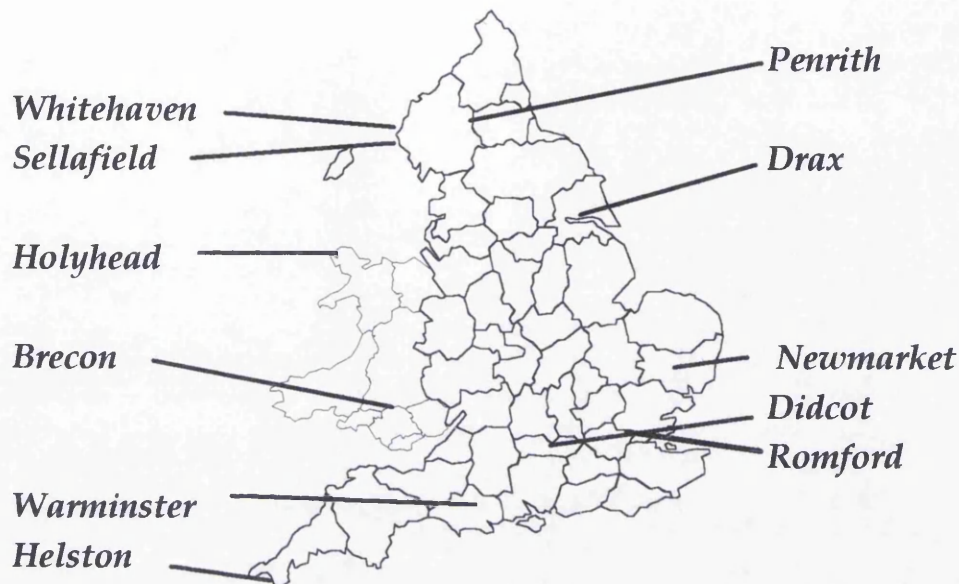 Penrith
Whitehaven
Sellafield
Drax
Holyhead
Brecon
Newmarket
Didcot
Romford
Warminster
Helston